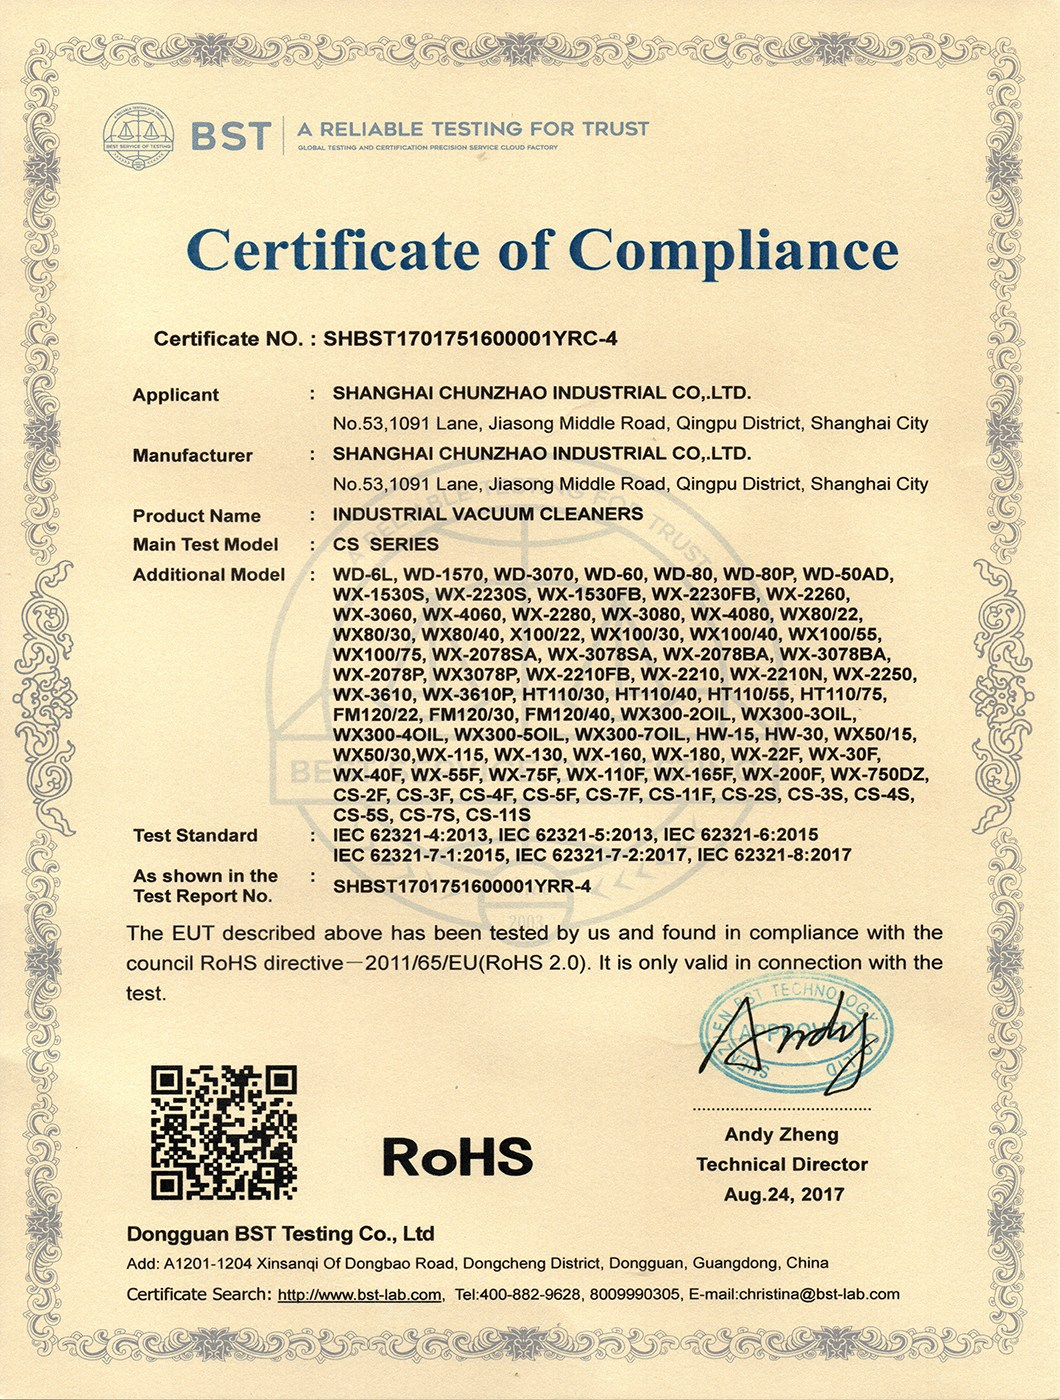 A RELIABLE TESTING FOR TRUST
BEST SERVICE OF TESTING
BST
A RELIABLE TESTING FOR TRUST
GLOBAL TESTING AND CERTIFICATION PRECISION SERVICE CLOUD FACTORY
Certificate of Compliance
Certificate NO. : SHBST1701751600001YRC-4
Applicant : SHANGHAI CHUNZHAO INDUSTRIAL CO,.LTD.
No.53,1091 Lane, Jiasong Middle Road, Qingpu District, Shanghai City
Manufacturer : SHANGHAI CHUNZHAO INDUSTRIAL CO,.LTD.
No.53,1091 Lane, Jiasong Middle Road, Qingpu District, Shanghai City
Product Name : INDUSTRIAL VACUUM CLEANERS
Main Test Model : CS SERIES
Additional Model : WD-6L, WD-1570, WD-3070, WD-60, WD-80, WD-80P, WD-50AD,
WX-1530S, WX-2230S, WX-1530FB, WX-2230FB, WX-2260,
WX-3060, WX-4060, WX-2280, WX-3080, WX-4080, WX80/22,
WX80/30, WX80/40, X100/22, WX100/30, WX100/40, WX100/55,
WX100/75, WX-2078SA, WX-3078SA, WX-2078BA, WX-3078BA,
WX-2078P, WX3078P, WX-2210FB, WX-2210, WX-2210N, WX-2250,
WX-3610, WX-3610P, HT110/30, HT110/40, HT110/55, HT110/75,
FM120/22, FM120/30, FM120/40, WX300-2OIL, WX300-3OIL,
WX300-4OIL, WX300-5OIL, WX300-7OIL, HW-15, HW-30, WX50/15,
WX50/30,WX-115, WX-130, WX-160, WX-180, WX-22F, WX-30F,
WX-40F, WX-55F, WX-75F, WX-110F, WX-165F, WX-200F, WX-750DZ,
CS-2F, CS-3F, CS-4F, CS-5F, CS-7F, CS-11F, CS-2S, CS-3S, CS-4S,
CS-5S, CS-7S, CS-11S
Test Standard : IEC 62321-4:2013, IEC 62321-5:2013, IEC 62321-6:2015
IEC 62321-7-1:2015, IEC 62321-7-2:2017, IEC 62321-8:2017
As shown in the :
Test Report No. SHBST1701751600001YRR-4
2003
The EUT described above has been tested by us and found in compliance with the
council RoHS directive—2011/65/EU(RoHS 2.0). It is only valid in connection with the
test.
SHENZHEN BST TECHNOLOGY CO.,LTD
APPROVED
Andy
RoHS
Andy Zheng
Technical Director
Aug.24, 2017
Dongguan BST Testing Co., Ltd
Add: A1201-1204 Xinsanqi Of Dongbao Road, Dongcheng District, Dongguan, Guangdong, China
Certificate Search: http://www.bst-lab.com, Tel:400-882-9628, 8009990305, E-mail:christina@bst-lab.com